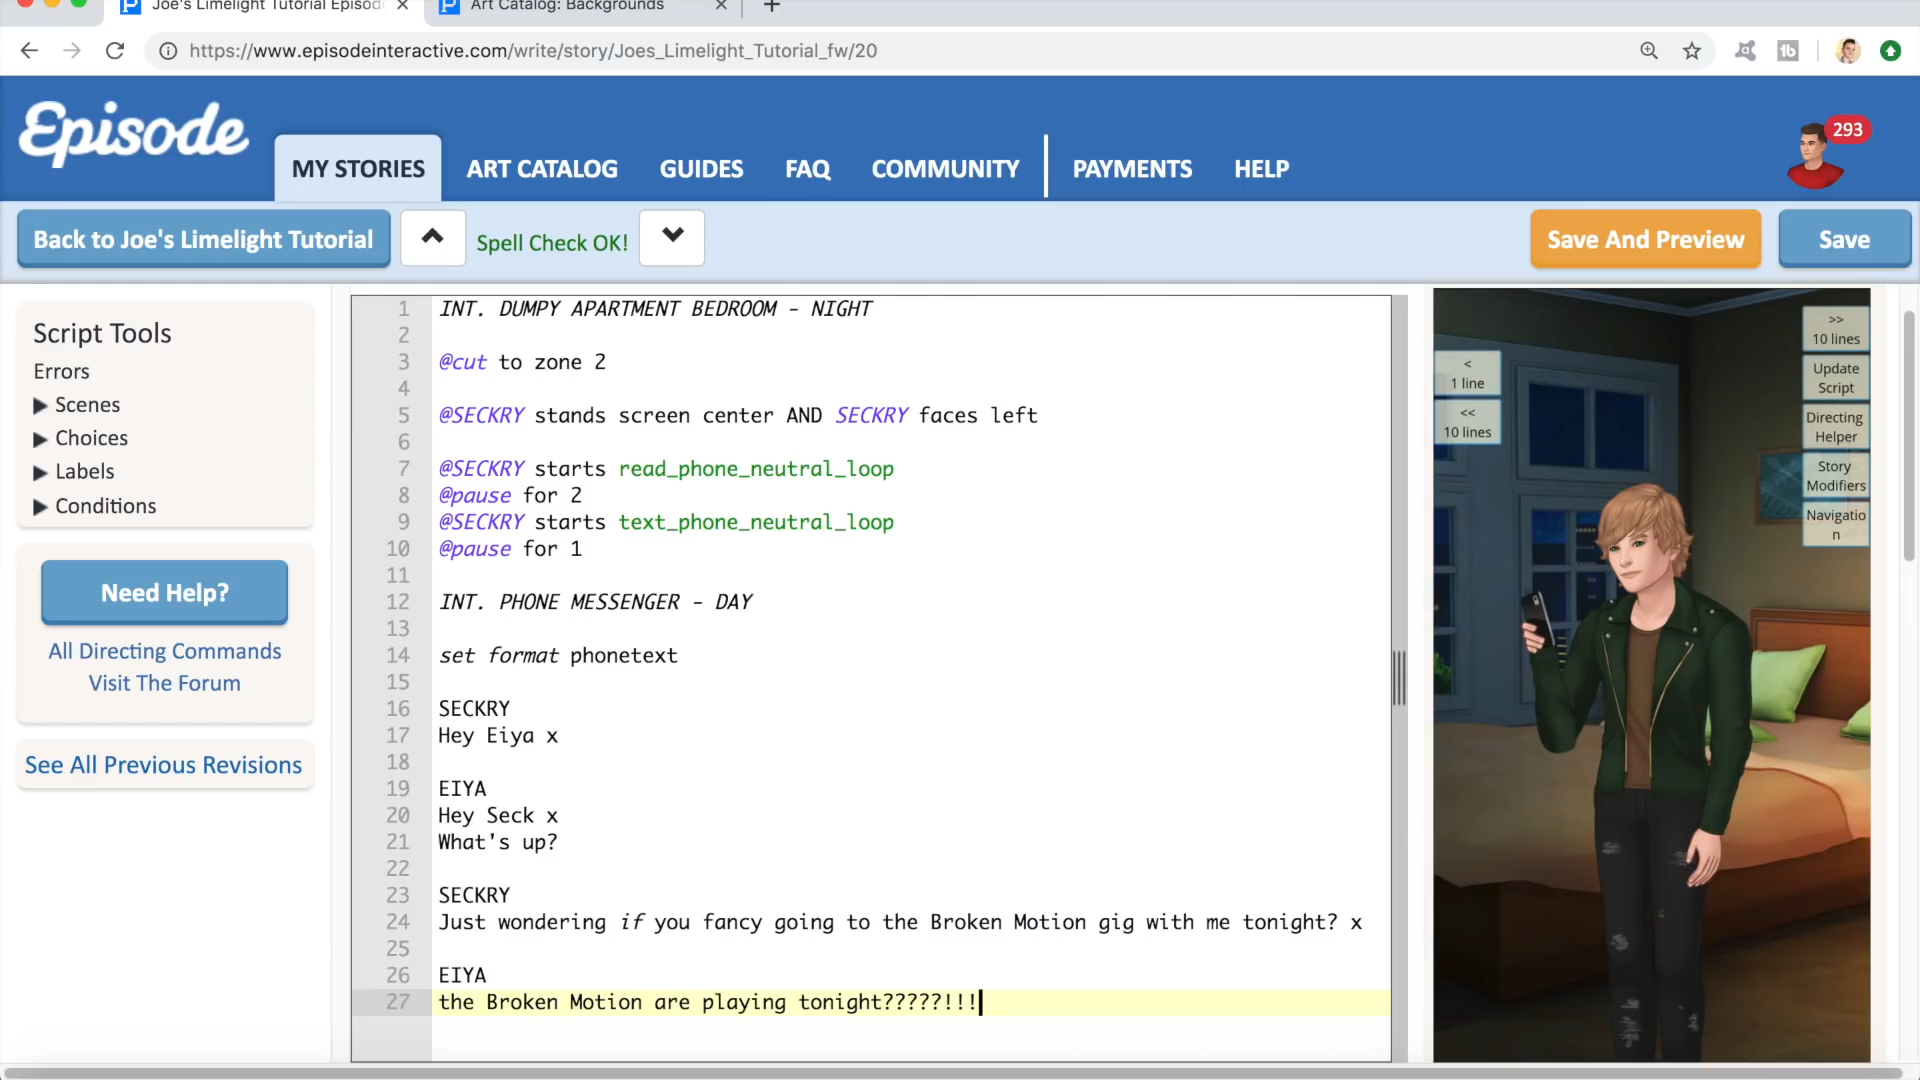 Joe's Limelight Tutorial Episod
Art Catalog: Backgrounds
https://www.episodeinteractive.com/write/story/Joes_Limelight_Tutorial_fw/20
Episode
MY STORIES
ART CATALOG
GUIDES
FAQ
COMMUNITY
PAYMENTS
HELP
293
Back to Joe's Limelight Tutorial
Spell Check OK!
Save And Preview
Save
Script Tools
Errors
Scenes
Choices
Labels
Conditions
Need Help?
All Directing Commands
Visit The Forum
See All Previous Revisions
1 INT. DUMPY APARTMENT BEDROOM - NIGHT
2
3 @cut to zone 2
4
5 @SECKRY stands screen center AND SECKRY faces left
6
7 @SECKRY starts read_phone_neutral_loop
8 @pause for 2
9 @SECKRY starts text_phone_neutral_loop
10 @pause for 1
11
12 INT. PHONE MESSENGER - DAY
13
14 set format phonetext
15
16 SECKRY
17 Hey Eiya x
18
19 EIYA
20 Hey Seck x
21 What's up?
22
23 SECKRY
24 Just wondering if you fancy going to the Broken Motion gig with me tonight? x
25
26 EIYA
27 the Broken Motion are playing tonight?????!!!
<
1 line
<<
10 lines
>>
10 lines
Update
Script
Directing
Helper
Story
Modifiers
Navigatio
n